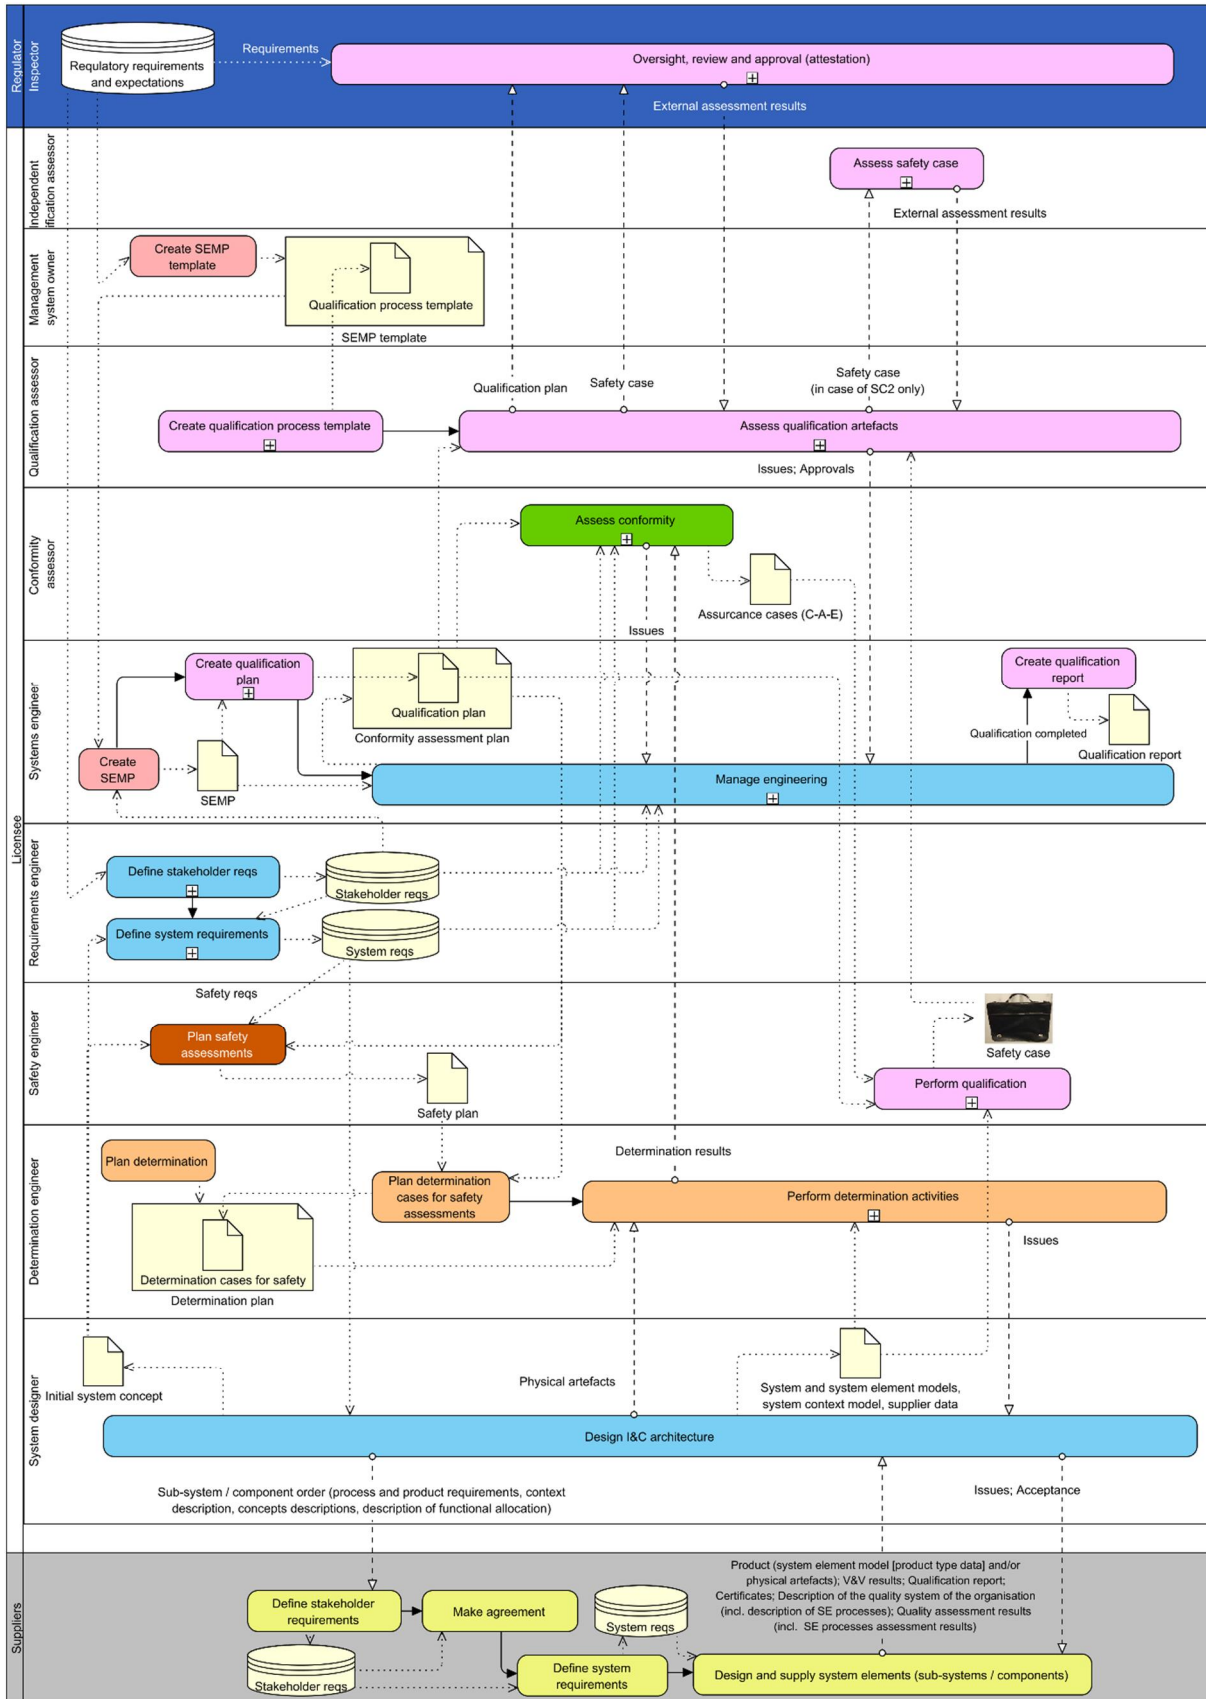 Regulator
Inspector
Requlatory requirements
and expectations
Requirements
Oversight, review and approval (attestation)
External assessment results
Independent
ification assessor
Assess safety case
External assessment results
Management
system owner
Create SEMP
template
Qualification process template
SEMP template
Qualification assessor
Qualification plan
Safety case
Safety case
(in case of SC2 only)
Create qualification process template
Assess qualification artefacts
Issues; Approvals
Conformity
assessor
Assess conformity
Assurcance cases (C-A-E)
Issues
Licensee
Systems engineer
Create qualification
plan
Qualification plan
Conformity assessment plan
Create qualification
report
Qualification completed
Qualification report
Create
SEMP
SEMP
Manage engineering
Requirements engineer
Define stakeholder reqs
Stakeholder reqs
Define system requirements
System reqs
Safety engineer
Safety reqs
Plan safety
assessments
Safety plan
Safety case
Perform qualification
Determination engineer
Plan determination
Determination results
Plan determination
cases for safety
assessments
Perform determination activities
Issues
Determination cases for safety
Determination plan
System designer
Initial system concept
Physical artefacts
System and system element models,
system context model, supplier data
Design I&C architecture
Sub-system / component order (process and product requirements, context
description, concepts descriptions, description of functional allocation)
Issues; Acceptance
Suppliers
Product (system element model [product type data] and/or
physical artefacts); V&V results; Qualification report;
Certificates; Description of the quality system of the organisation
(incl. description of SE processes); Quality assessment results
(incl. SE processes assessment results)
Define stakeholder
requirements
Make agreement
System reqs
Stakeholder reqs
Define system
requirements
Design and supply system elements (sub-systems / components)